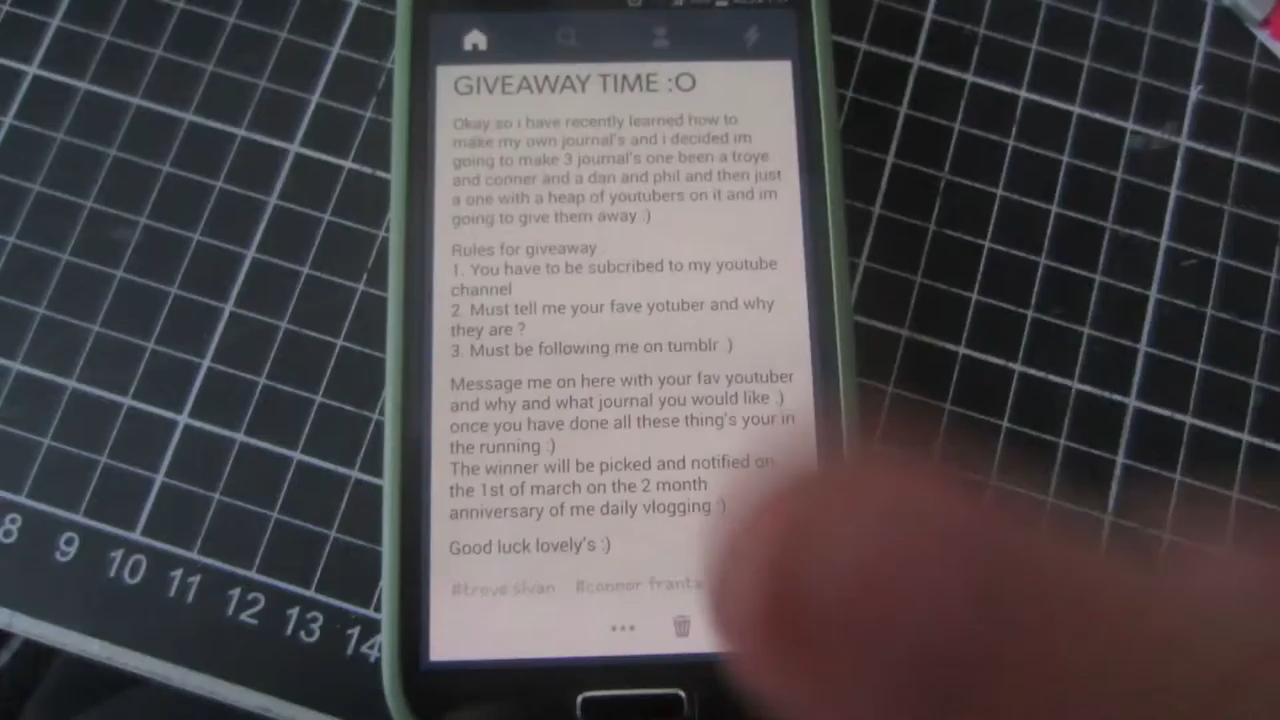 GIVEAWAY TIME :O
Okay so i have recently learned how to
make my own journal's and i decided im
going to make 3 journal's one been a troye
and conner and a dan and phil and then just
a one with a heap of youtubers on it and im
going to give them away :)
Rules for giveaway
1. You have to be subcribed to my youtube
channel
2. Must tell me your fave yotuber and why
they are ?
3. Must be following me on tumblr :)
Message me on here with your fav youtuber
and why and what journal you would like :)
once you have done all these thing's your in
the running :)
The winner will be picked and notified on
the 1st of march on the 2 month
anniversary of me daily vlogging :)
Good luck lovely's :)
#troye sivan #connor franta
8 9 10 11 12 13 14